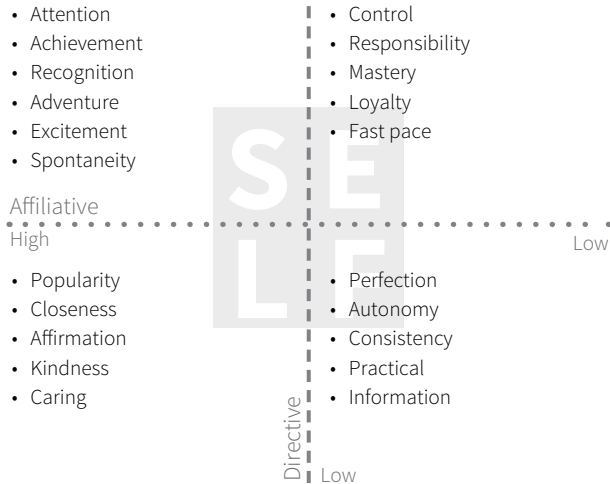 • Attention
• Achievement
• Recognition
• Adventure
• Excitement
• Spontaneity
• Control
• Responsibility
• Mastery
• Loyalty
• Fast pace
S E
L F
Affiliative
High
Low
• Popularity
• Closeness
• Affirmation
• Kindness
• Caring
• Perfection
• Autonomy
• Consistency
• Practical
• Information
Directive
Low